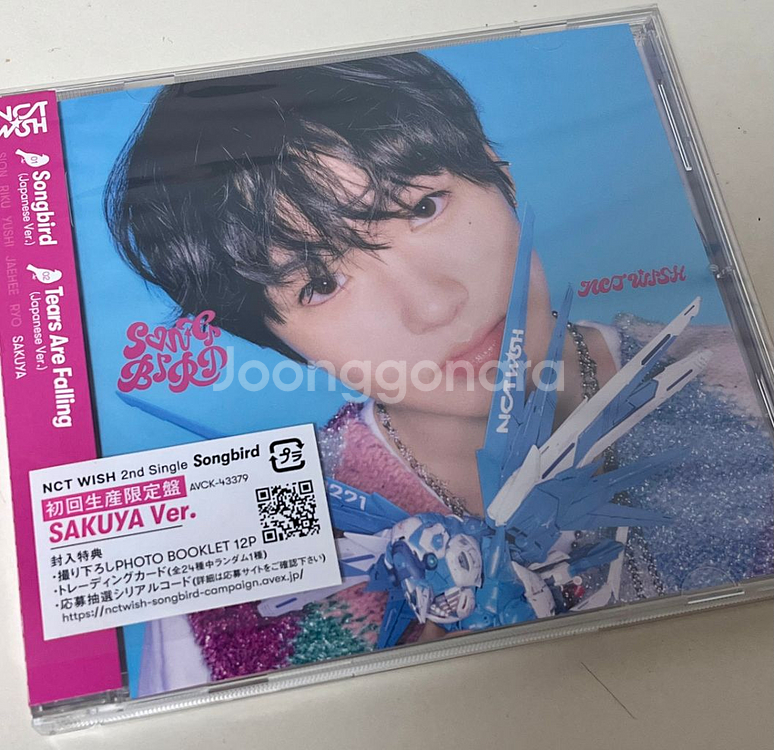 WISH
01 Songbird
(Japanese Ver.)
02 Tears Are Falling
(Japanese Ver.)
SION RIKU YUSHI JAEHEE RYO SAKUYA
SONG
BIRD
NCT WISH
NCT WISH
221
Joonggonara
NCT WISH 2nd Single Songbird
プラ
初回生産限定盤 AVCK-43379
SAKUYA Ver.
封入特典
・撮り下ろしPHOTO BOOKLET 12P
・トレーディングカード(全24種中ランダム1種)
・応募抽選シリアルコード(詳細は応募サイトをご確認下さい)
https://nctwish-songbird-campaign.avex.jp/